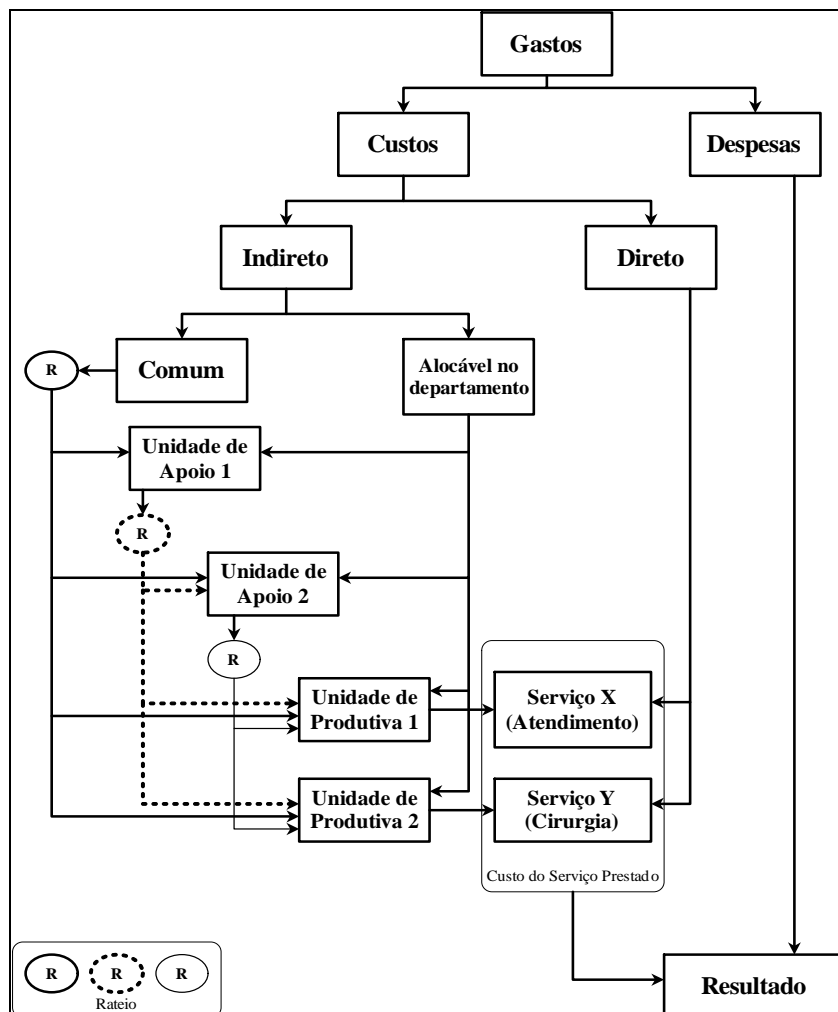 Gastos
Custos
Despesas
Indireto
Direto
R
Comum
Alocável no
departamento
Unidade de
Apoio 1
R
Unidade de
Apoio 2
R
Unidade de
Produtiva 1
Serviço X
(Atendimento)
Unidade de
Produtiva 2
Serviço Y
(Cirurgia)
Custo do Serviço Prestado
R
R
R
Rateio
Resultado